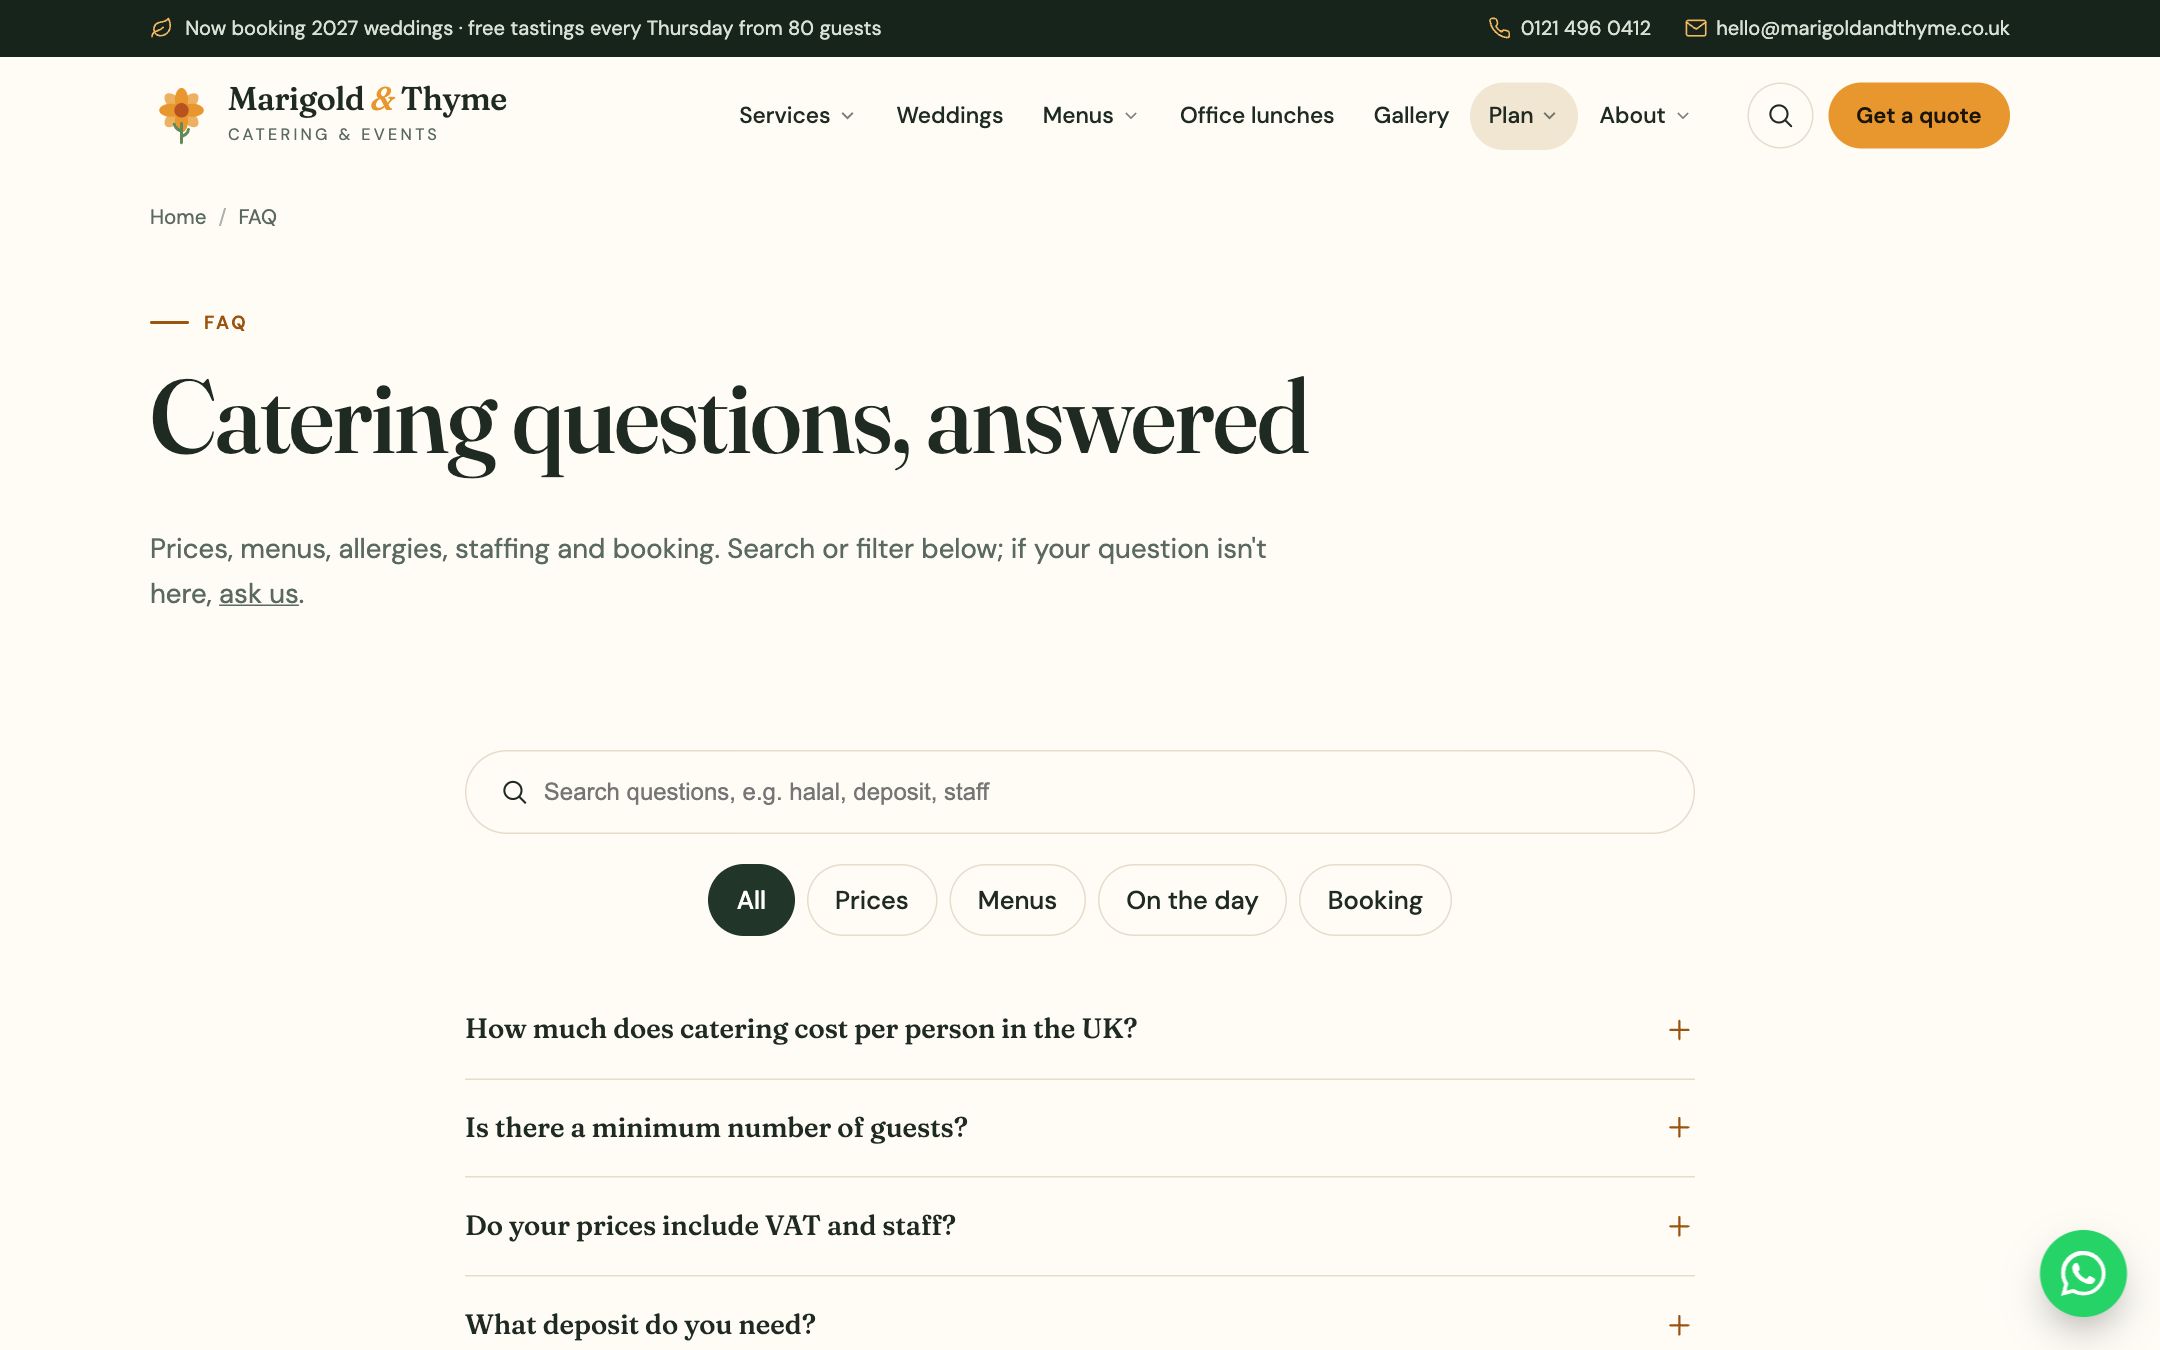 Now booking 2027 weddings · free tastings every Thursday from 80 guests
0121 496 0412
hello@marigoldandthyme.co.uk
Marigold & Thyme
CATERING & EVENTS
Services
Weddings
Menus
Office lunches
Gallery
Plan
About
Get a quote
Home / FAQ
FAQ
Catering questions, answered
Prices, menus, allergies, staffing and booking. Search or filter below; if your question isn't
here, ask us.
Search questions, e.g. halal, deposit, staff
All
Prices
Menus
On the day
Booking
How much does catering cost per person in the UK?
Is there a minimum number of guests?
Do your prices include VAT and staff?
What deposit do you need?